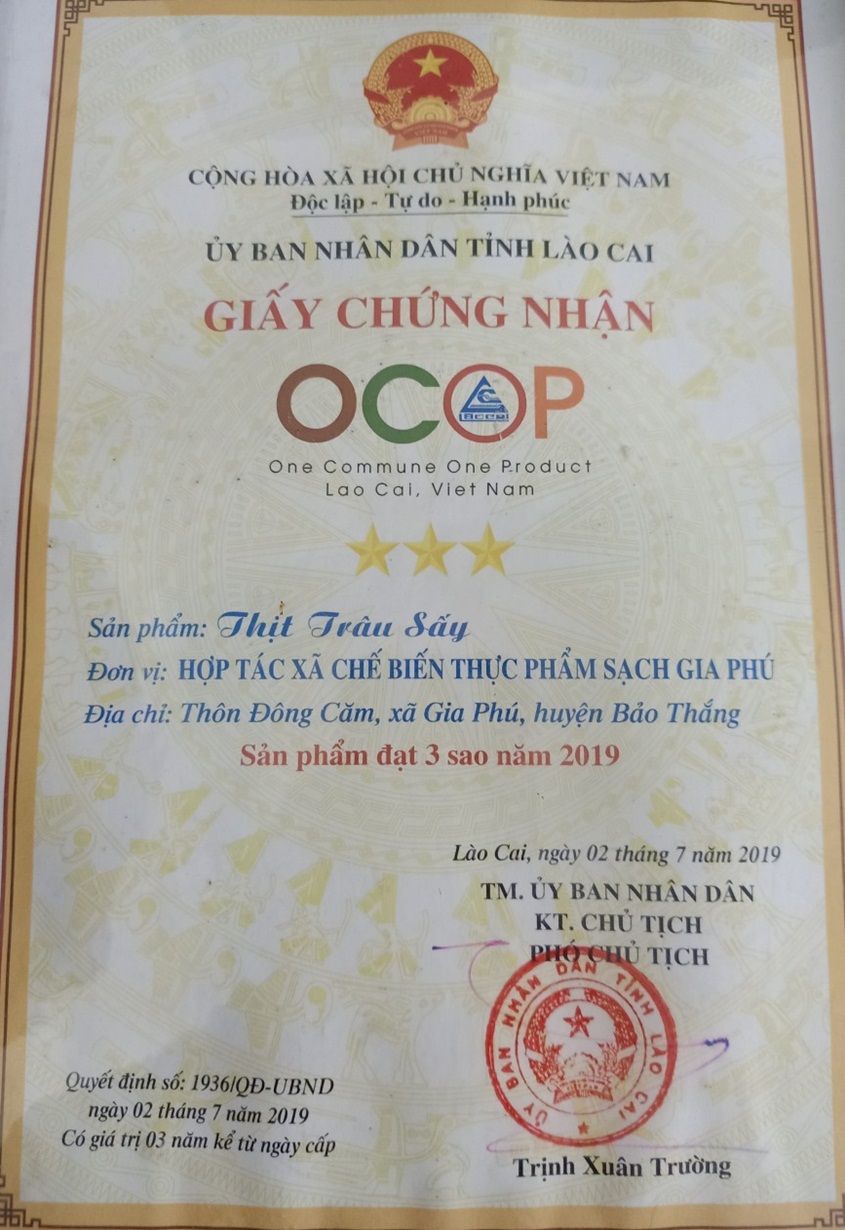 CỘNG HÒA XÃ HỘI CHỦ NGHĨA VIỆT NAM
Độc lập - Tự do - Hạnh phúc
ỦY BAN NHÂN DÂN TỈNH LÀO CAI
GIẤY CHỨNG NHẬN
OCOP
One Commune One Product
Lao Cai, Viet Nam
Sản phẩm: Thịt Trâu Sấy
Đơn vị: HỢP TÁC XÃ CHẾ BIẾN THỰC PHẨM SẠCH GIA PHÚ
Địa chỉ: Thôn Đông Căm, xã Gia Phú, huyện Bảo Thắng
Sản phẩm đạt 3 sao năm 2019
Lào Cai, ngày 02 tháng 7 năm 2019
TM. ỦY BAN NHÂN DÂN
KT. CHỦ TỊCH
PHÓ CHỦ TỊCH
ỦY BAN NHÂN DÂN TỈNH LÀO CAI
Trịnh Xuân Trường
Quyết định số: 1936/QĐ-UBND
ngày 02 tháng 7 năm 2019
Có giá trị 03 năm kể từ ngày cấp